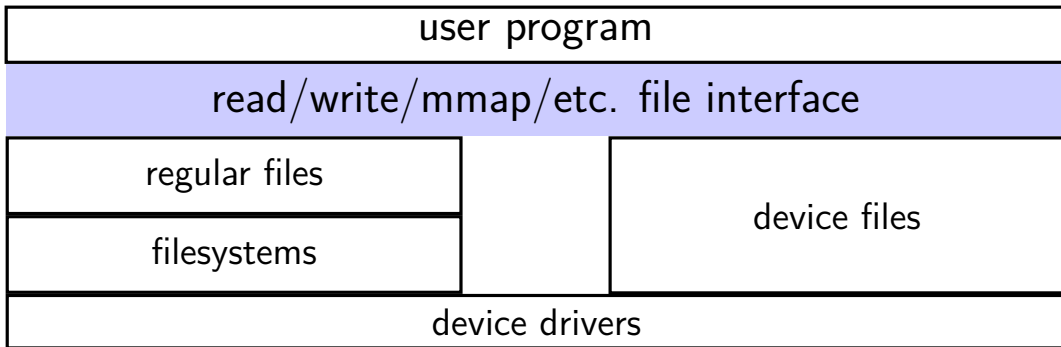 user program
read/write/mmap/etc. file interface
regular files
filesystems
device files
device drivers